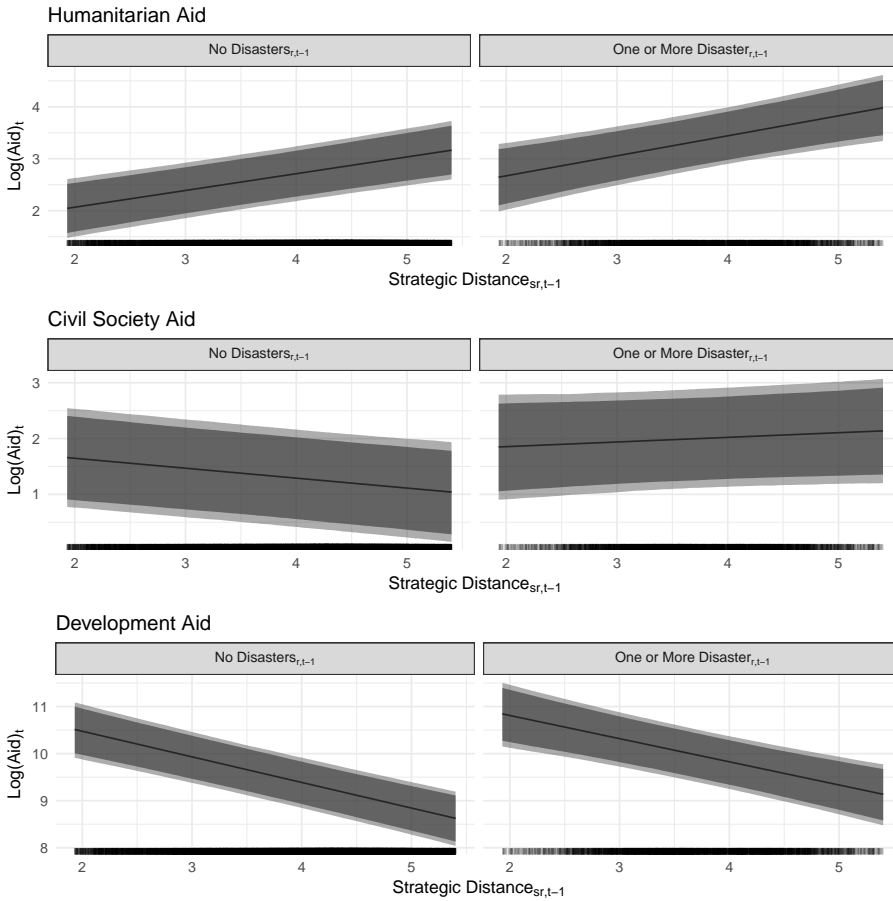 Humanitarian Aid
No Disasters_r,t−1 One or More Disaster_r,t−1
Log(Aid)_t
4
3
2
2 3 4 5 2 3 4 5
Strategic Distance_sr,t−1
Civil Society Aid
No Disasters_r,t−1 One or More Disaster_r,t−1
Log(Aid)_t
3
2
1
2 3 4 5 2 3 4 5
Strategic Distance_sr,t−1
Development Aid
No Disasters_r,t−1 One or More Disaster_r,t−1
Log(Aid)_t
11
10
9
8
2 3 4 5 2 3 4 5
Strategic Distance_sr,t−1